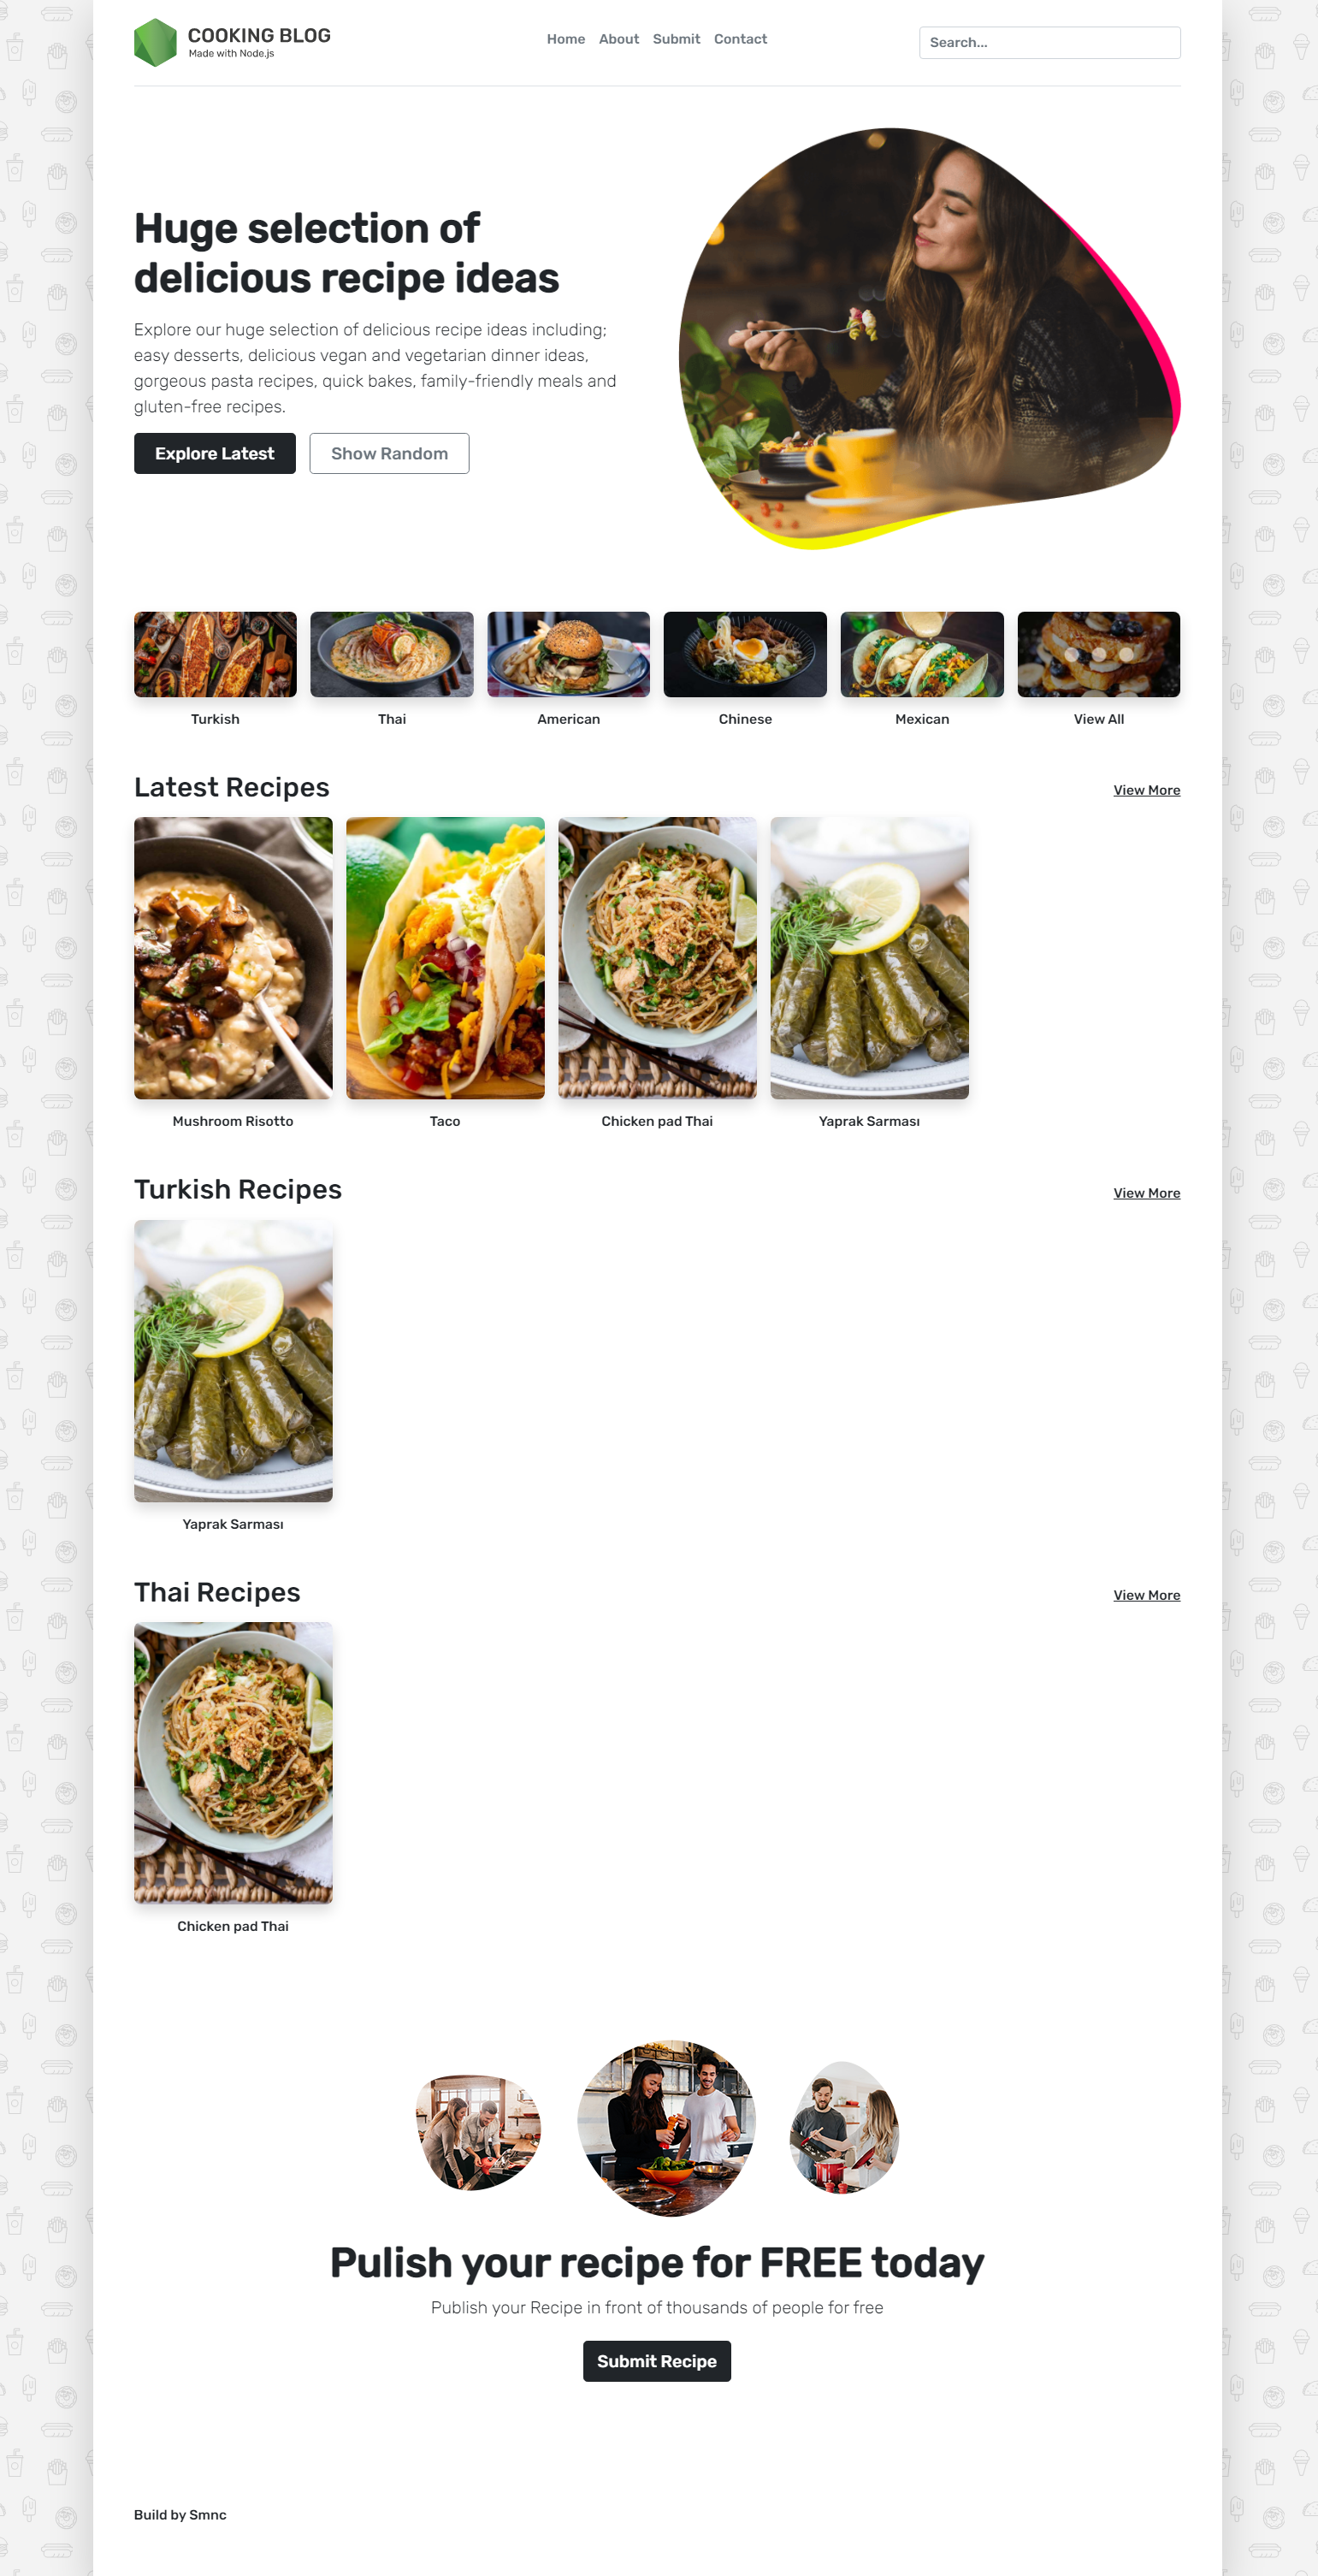 COOKING BLOG
Made with Node.js
Home About Submit Contact
Search...
Huge selection of
delicious recipe ideas
Explore our huge selection of delicious recipe ideas including;
easy desserts, delicious vegan and vegetarian dinner ideas,
gorgeous pasta recipes, quick bakes, family-friendly meals and
gluten-free recipes.
Explore Latest Show Random
Turkish Thai American Chinese Mexican View All
Latest Recipes View More
Mushroom Risotto Taco Chicken pad Thai Yaprak Sarması
Turkish Recipes View More
Yaprak Sarması
Thai Recipes View More
Chicken pad Thai
Pulish your recipe for FREE today
Publish your Recipe in front of thousands of people for free
Submit Recipe
Build by Smnc